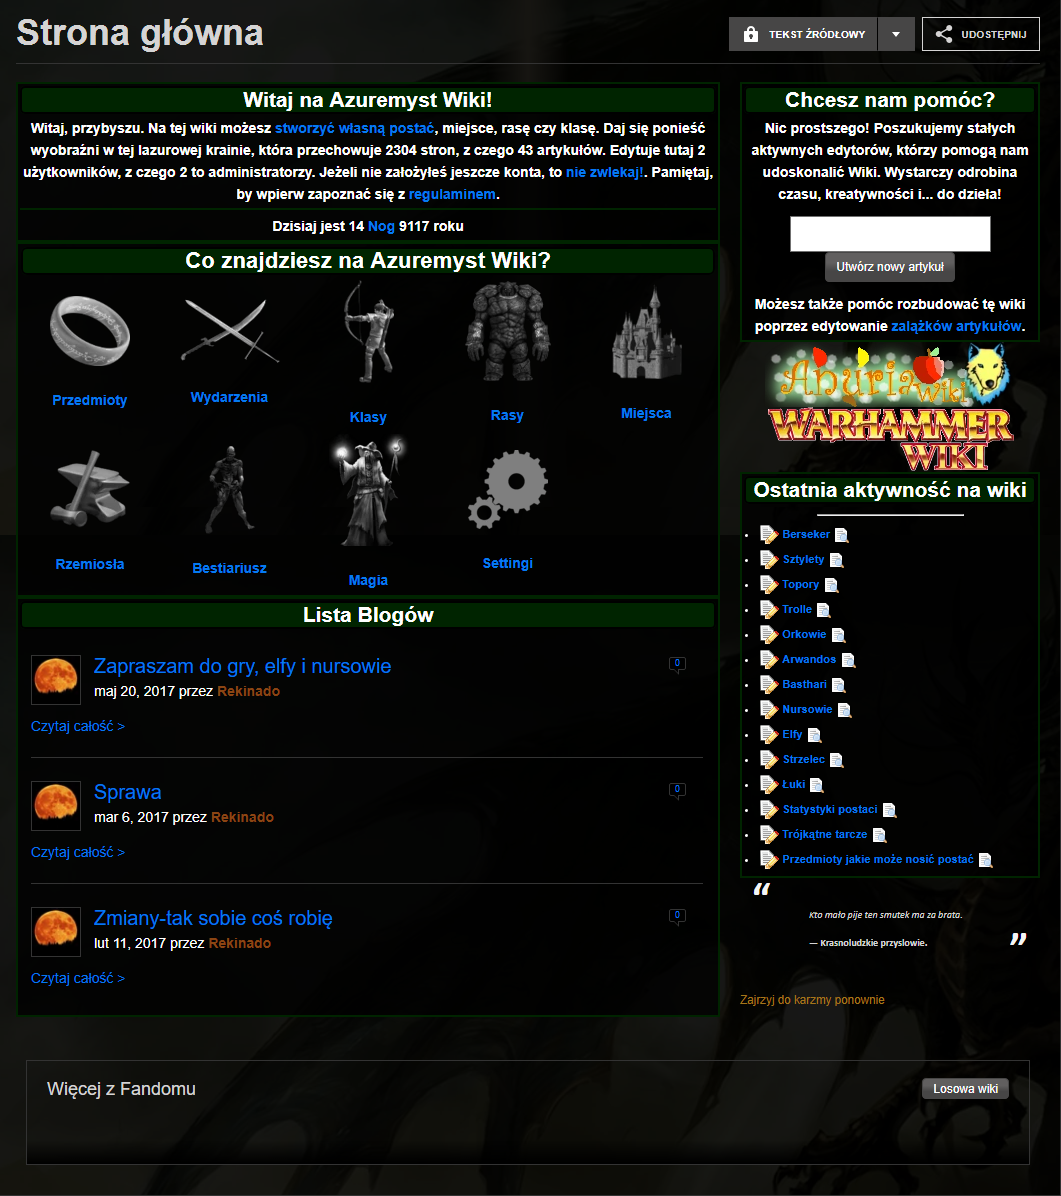 Strona główna
TEKST ŹRÓDŁOWY
UDOSTĘPNIJ
Witaj na Azuremyst Wiki!
Witaj, przybyszu. Na tej wiki możesz stworzyć własną postać, miejsce, rasę czy klasę. Daj się ponieść
wyobraźni w tej lazurowej krainie, która przechowuje 2304 stron, z czego 43 artykułów. Edytuje tutaj 2
użytkowników, z czego 2 to administratorzy. Jeżeli nie założyłeś jeszcze konta, to nie zwlekaj!. Pamiętaj,
by wpierw zapoznać się z regulaminem.
Dzisiaj jest 14 Nog 9117 roku
Co znajdziesz na Azuremyst Wiki?
Przedmioty
Wydarzenia
Klasy
Rasy
Miejsca
Rzemiosła
Bestiariusz
Magia
Settingi
Lista Blogów
Zapraszam do gry, elfy i nursowie
0
maj 20, 2017 przez Rekinado
Czytaj całość >
Sprawa
0
mar 6, 2017 przez Rekinado
Czytaj całość >
Zmiany-tak sobie coś robię
0
lut 11, 2017 przez Rekinado
Czytaj całość >
Chcesz nam pomóc?
Nic prostszego! Poszukujemy stałych
aktywnych edytorów, którzy pomogą nam
udoskonalić Wiki. Wystarczy odrobina
czasu, kreatywności i... do dzieła!
Utwórz nowy artykuł
Możesz także pomóc rozbudować tę wiki
poprzez edytowanie zalążków artykułów.
Anuria
Wiki
WARHAMMER
WIKI
Ostatnia aktywność na wiki
Berseker
Sztylety
Topory
Trolle
Orkowie
Arwandos
Basthari
Nursowie
Elfy
Strzelec
Łuki
Statystyki postaci
Trójkątne tarcze
Przedmioty jakie może nosić postać
“
Kto mało pije ten smutek ma za brata.
— Krasnoludzkie przysłowie.
”
Zajrzyj do karzmy ponownie
Więcej z Fandomu
Losowa wiki